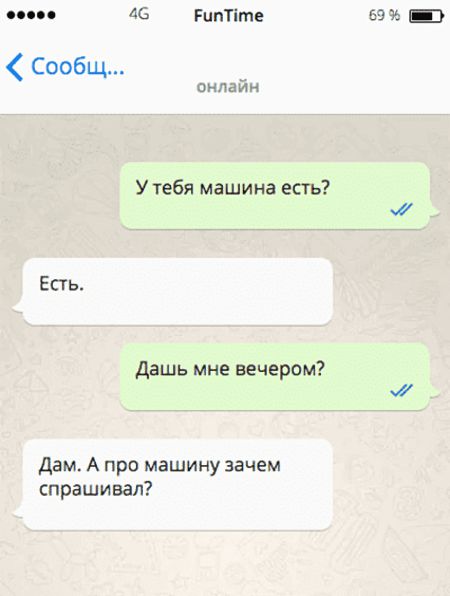 4G FunTime 69 %
Сообщ...
онлайн
У тебя машина есть?
Есть.
Дашь мне вечером?
Дам. А про машину зачем
спрашивал?